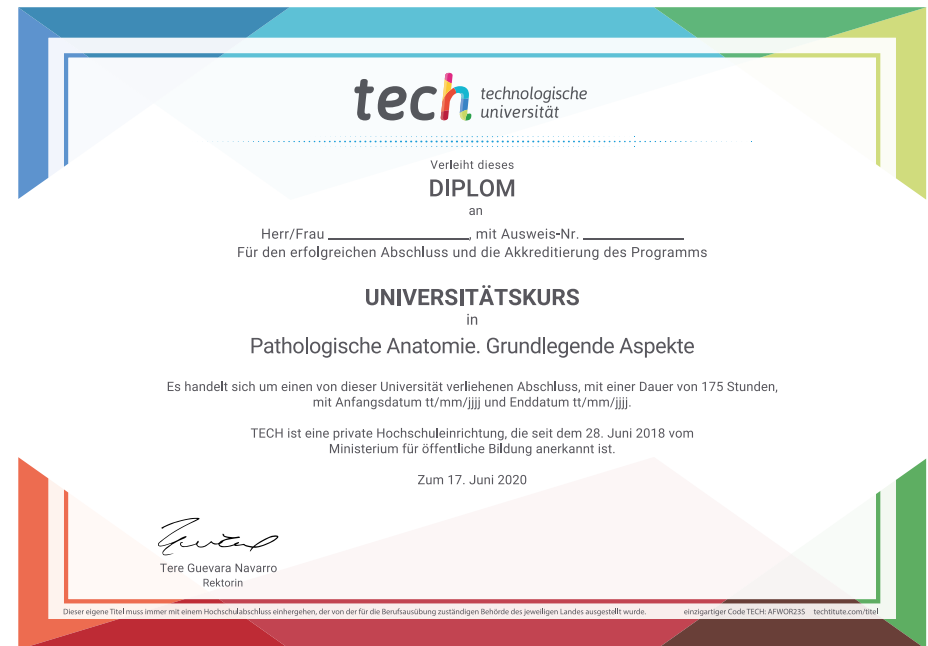 tech technologische
universität
Verleiht dieses
DIPLOM
an
Herr/Frau ____________________, mit Ausweis-Nr. ______________
Für den erfolgreichen Abschluss und die Akkreditierung des Programms
UNIVERSITÄTSKURS
in
Pathologische Anatomie. Grundlegende Aspekte
Es handelt sich um einen von dieser Universität verliehenen Abschluss, mit einer Dauer von 175 Stunden,
mit Anfangsdatum tt/mm/jjjj und Enddatum tt/mm/jjjj.
TECH ist eine private Hochschuleinrichtung, die seit dem 28. Juni 2018 vom
Ministerium für öffentliche Bildung anerkannt ist.
Zum 17. Juni 2020
Tere Guevara Navarro
Rektorin
Dieser eigene Titel muss immer mit einem Hochschulabschluss einhergehen, der von der für die Berufsausübung zuständigen Behörde des jeweiligen Landes ausgestellt wurde. einzigartiger Code TECH: AFWOR23S techtitute.com/titel